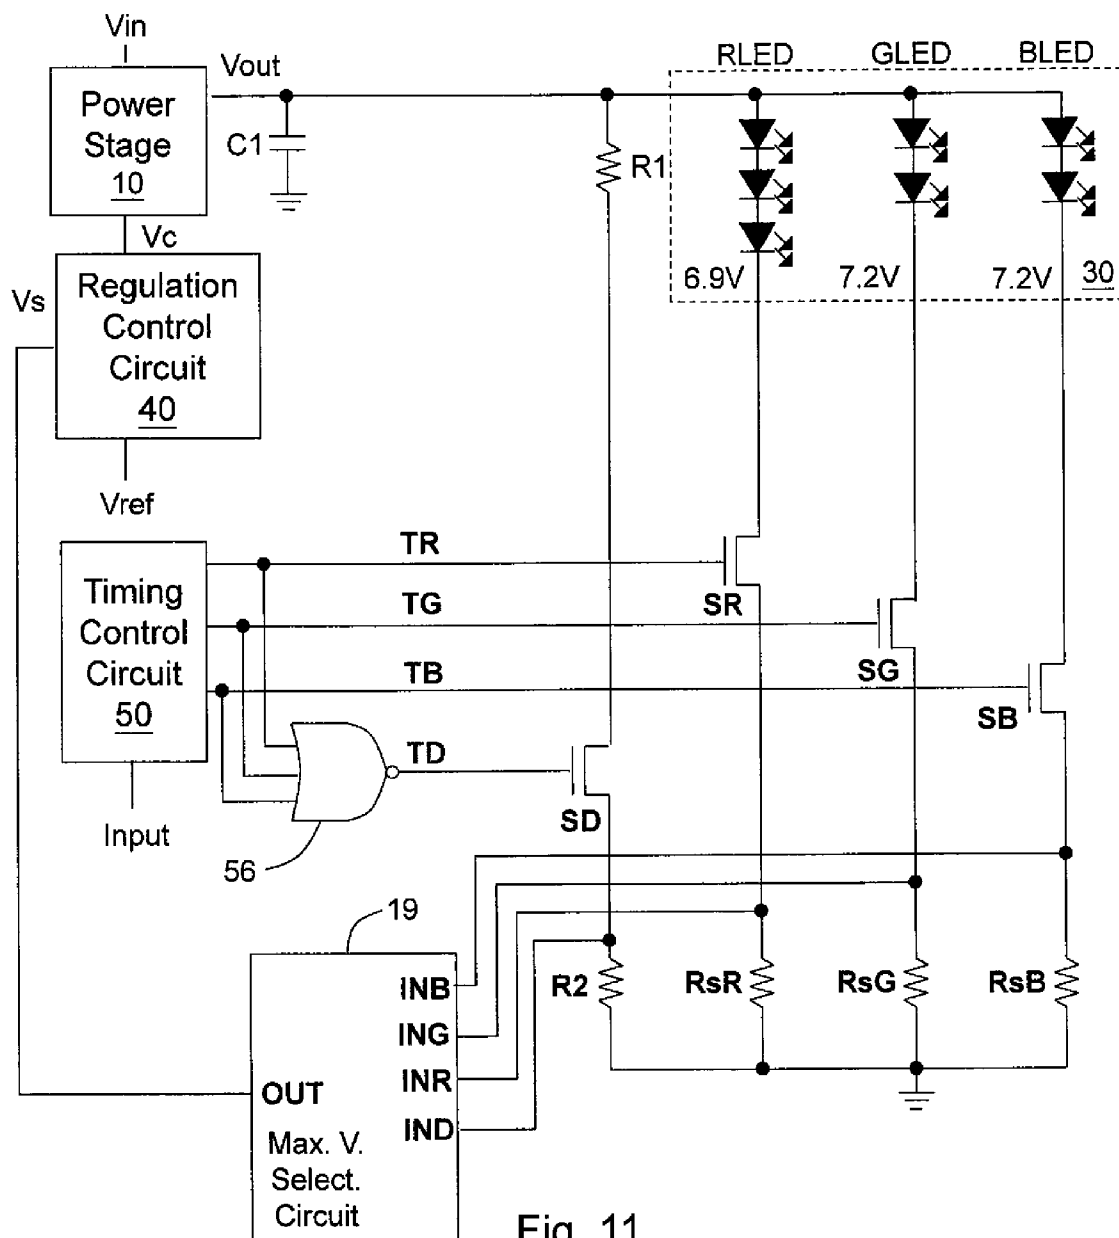 Vin
Vout
RLED
GLED
BLED
Power
Stage
10
C1
R1
Vc
6.9V
7.2V
7.2V
30
Vs
Regulation
Control
Circuit
40
Vref
TR
Timing
Control
Circuit
50
TG
SR
TB
SG
SB
TD
SD
Input
56
19
INB
R2
RsR
RsG
RsB
ING
INR
OUT
IND
Max. V.
Select.
Circuit
Fig. 11